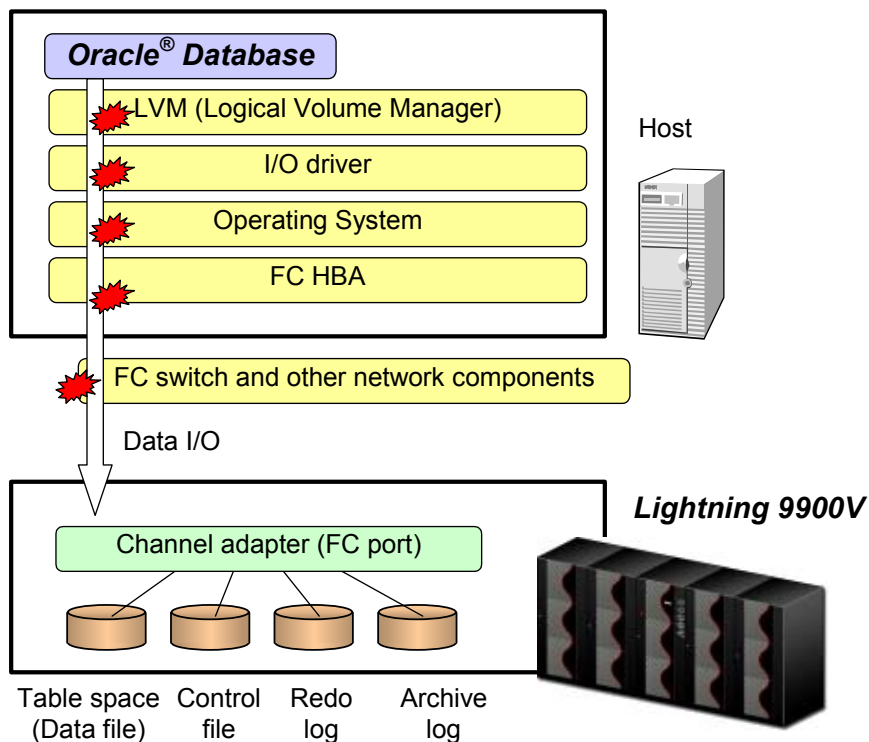 Oracle® Database
LVM (Logical Volume Manager)
I/O driver
Operating System
FC HBA
Host
FC switch and other network components
Data I/O
Lightning 9900V
Channel adapter (FC port)
Table space
(Data file)
Control
file
Redo
log
Archive
log